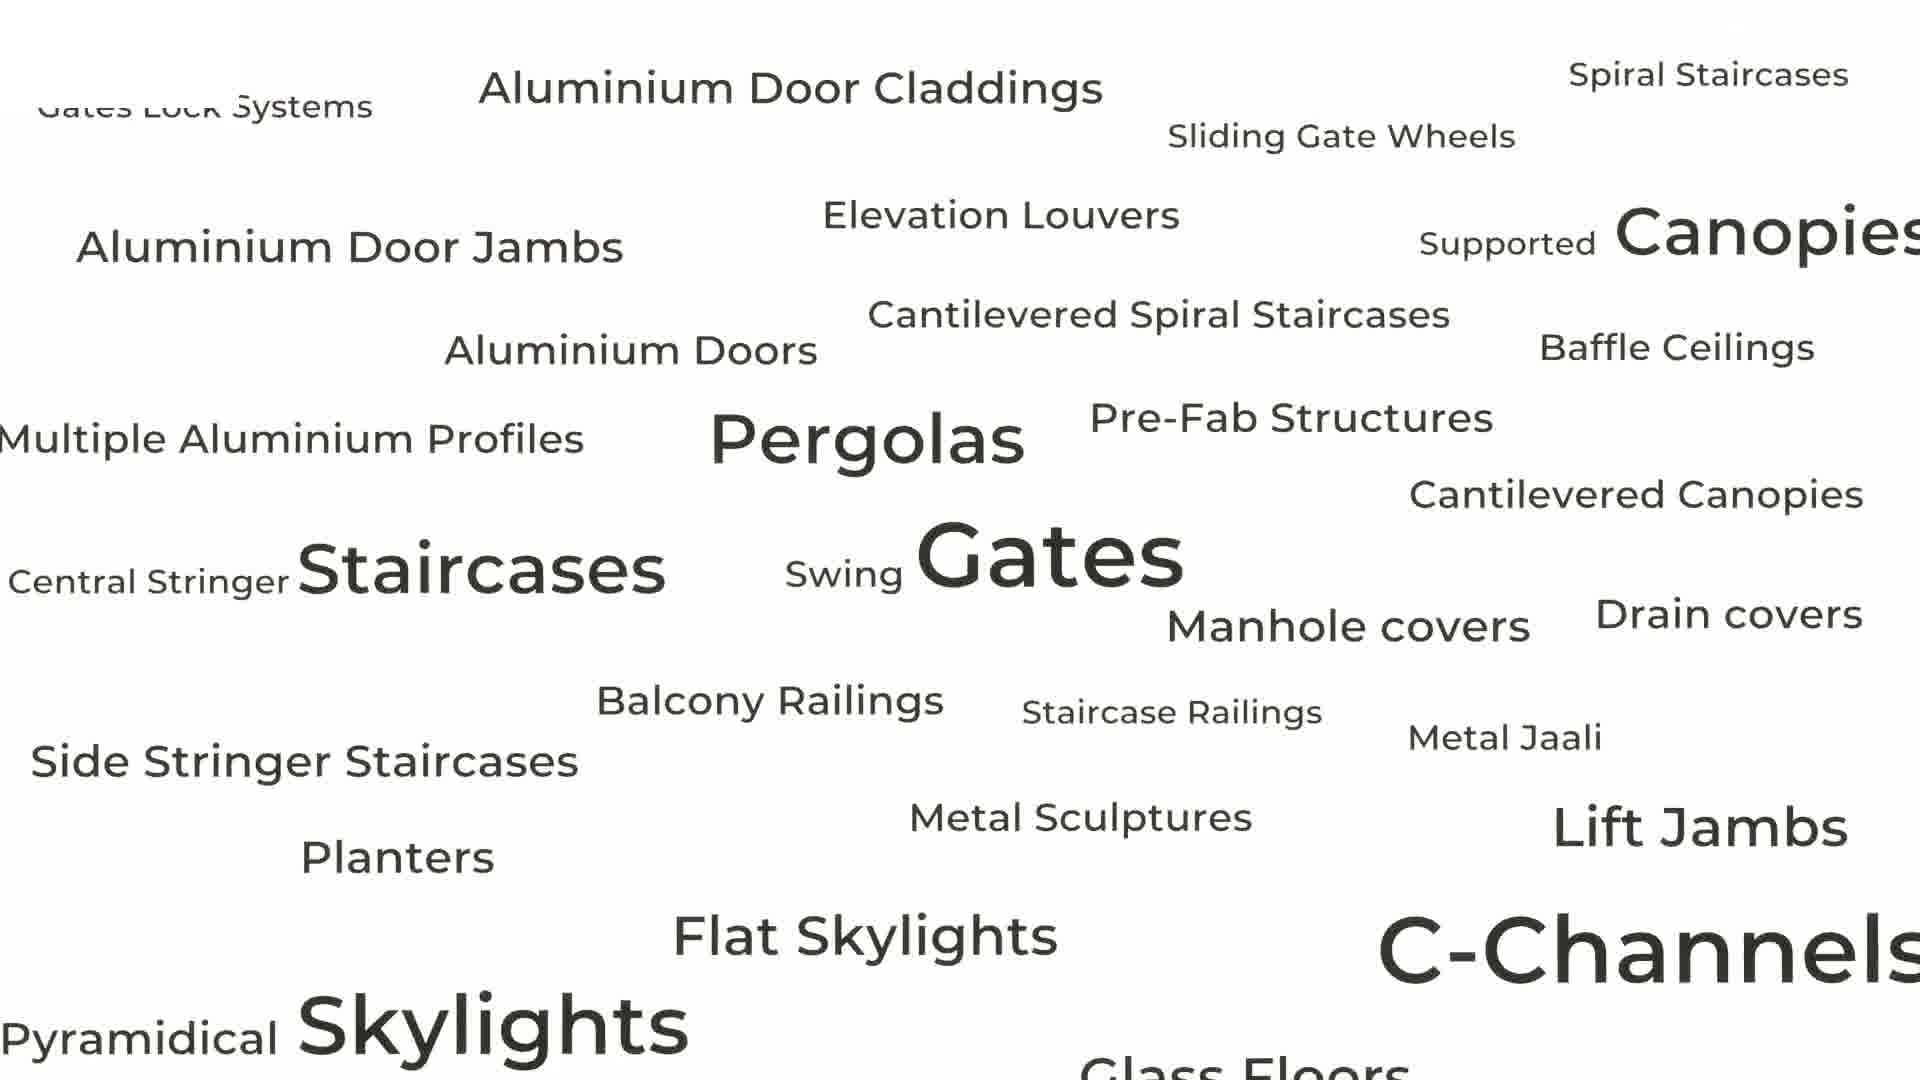 Spiral Staircases
Aluminium Door Claddings
Gates Lock Systems
Sliding Gate Wheels
Elevation Louvers
Supported Canopies
Aluminium Door Jambs
Cantilevered Spiral Staircases
Baffle Ceilings
Aluminium Doors
Pre-Fab Structures
Multiple Aluminium Profiles
Pergolas
Cantilevered Canopies
Central Stringer Staircases
Swing Gates
Drain covers
Manhole covers
Balcony Railings
Staircase Railings
Metal Jaali
Side Stringer Staircases
Metal Sculptures
Lift Jambs
Planters
Flat Skylights
C-Channels
Pyramidical Skylights
Glass Floors